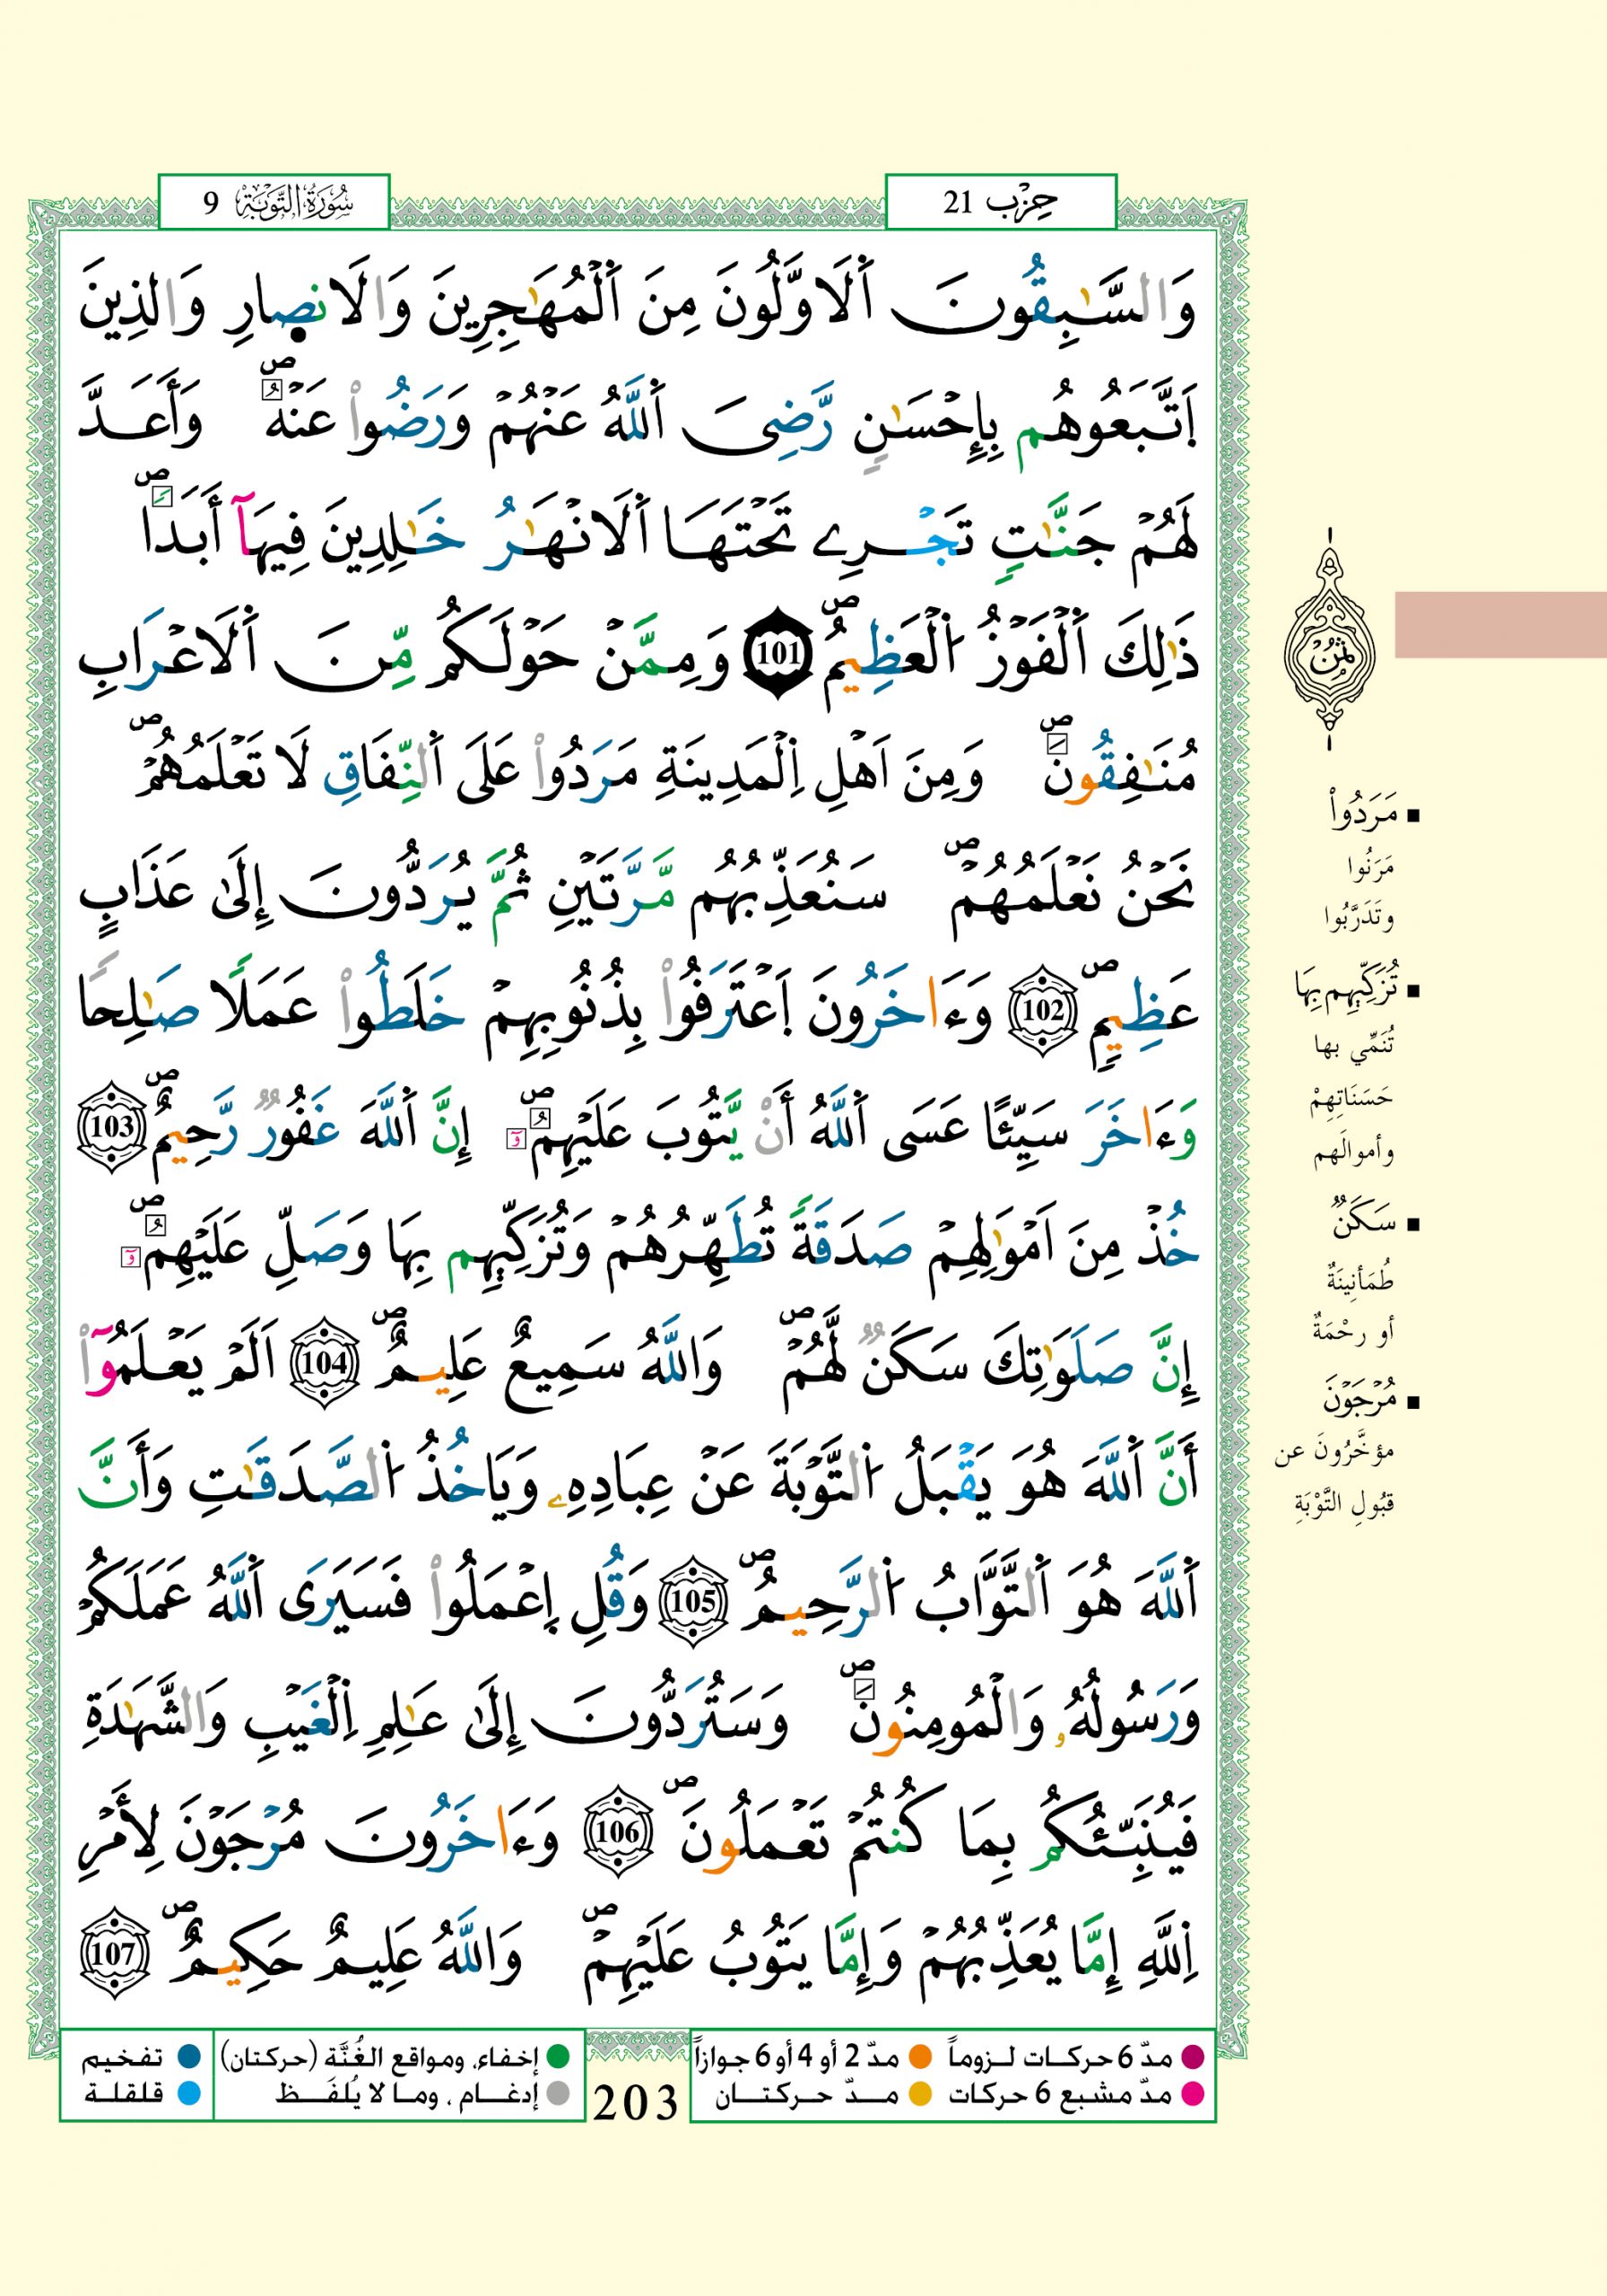 حِزْب 21
سُورَةُ التَّوْبَةِ 9
وَالسَّٰبِقُونَ اَ۬لَاوَّلُونَ مِنَ اَ۬لْمُهَٰجِرِينَ وَالَانصٜارِ وَالذِينَ
اَ۪تَّبَعُوهُم بِإِحْسَٰنٖ رَّضِيَ اَ۬للَّهُ عَنْهُمْ وَرَضُواْ عَنْهُۖ وَأَعَدَّ
لَهُمْ جَنَّٰتٖ تَجْرِے تَحْتَهَا اَ۬لَانْهَٰرُ خَٰلِدِينَ فِيهَآ أَبَداٗۖ
ذَٰلِكَ اَ۬لْفَوْزُ اُ۬لْعَظِيمُۖ 101 وَمِمَّنْ حَوْلَكُم مِّنَ اَ۬لَاعْرَابِ
مُنَٰفِقُونَۖ وَمِنَ اَهْلِ اِ۬لْمَدِينَةِ مَرَدُواْ عَلَى اَ۬لنِّفَاقِ لَا تَعْلَمُهُمْۖ
نَحْنُ نَعْلَمُهُمْۖ سَنُعَذِّبُهُم مَّرَّتَيْنِ ثُمَّ يُرَدُّونَ إِلَىٰ عَذَابٍ
عَظِيمٖۖ 102 وَءَاخَرُونَ اَ۪عْتَرَفُواْ بِذُنُوبِهِمْ خَلَطُواْ عَمَلٗا صَٰلِحاٗ
وَءَاخَرَ سَيِّئًا عَسَى اَ۬للَّهُ أَنْ يَّتُوبَ عَلَيْهِمُۥٓۖ إِنَّ اَ۬للَّهَ غَفُورٞ رَّحِيمٌۖ 103
خُذْ مِنَ اَمْوَٰلِهِمْ صَدَقَةٗ تُطَهِّرُهُمْ وَتُزَكِّيهِم بِهَا وَصَلِّ عَلَيْهِمُۥٓۖ
إِنَّ صَلَوَٰتِكَ سَكَنٞ لَّهُمْۖ وَاللَّهُ سَمِيعٌ عَلِيمٌۖ 104 اَلَمْ يَعْلَمُوٓاْ
أَنَّ اَ۬للَّهَ هُوَ يَقْبَلُ اُ۬لتَّوْبَةَ عَنْ عِبَادِهِۦ وَيَاخُذُ اُ۬لصَّدَقَٰتِ وَأَنَّ
اَ۬للَّهَ هُوَ اَ۬لتَّوَّابُ اُ۬لرَّحِيمُۖ 105 وَقُلِ اِ۪عْمَلُواْ فَسَيَرَى اَ۬للَّهُ عَمَلَكُمْ
وَرَسُولُهُۥ وَالْمُومِنُونَۖ وَسَتُرَدُّونَ إِلَىٰ عَٰلِمِ اِ۬لْغَيْبِ وَالشَّهَٰدَةِ
فَيُنَبِّئُكُم بِمَا كُنتُمْ تَعْمَلُونَۖ 106 وَءَاخَرُونَ مُرْجَوْنَ لِأَمْرِ
اِ۬للَّهِ إِمَّا يُعَذِّبُهُمْ وَإِمَّا يَتُوبُ عَلَيْهِمْۖ وَاللَّهُ عَلِيمٌ حَكِيمٌۖ 107
ثُمُن
▪ مَرَدُواْ
مَرَنُوا
وتَدَرَّبُوا
▪ تُزَكِّيهِم بِهَا
تُنَمِّي بها
حَسَنَاتِهِمْ
وأموالَهم
▪ سَكَنٞ
طُمَأنِينَةٌ
أو رحْمَةٌ
▪ مُرْجَوْنَ
مؤخَّرُونَ عن
قبُولِ التَّوْبَةِ
● مدّ 6 حركـات لـزوماً ● مدّ 2 أو 4 أو 6 جوازاً
● مدّ مشبع 6 حركات ● مـدّ حـركتـان
203
● إخفاء، ومواقع الغُنَّة (حركتان)
● إدغـام ، ومـا لا يُلفَـظ
● تفخيم
● قلقلـة